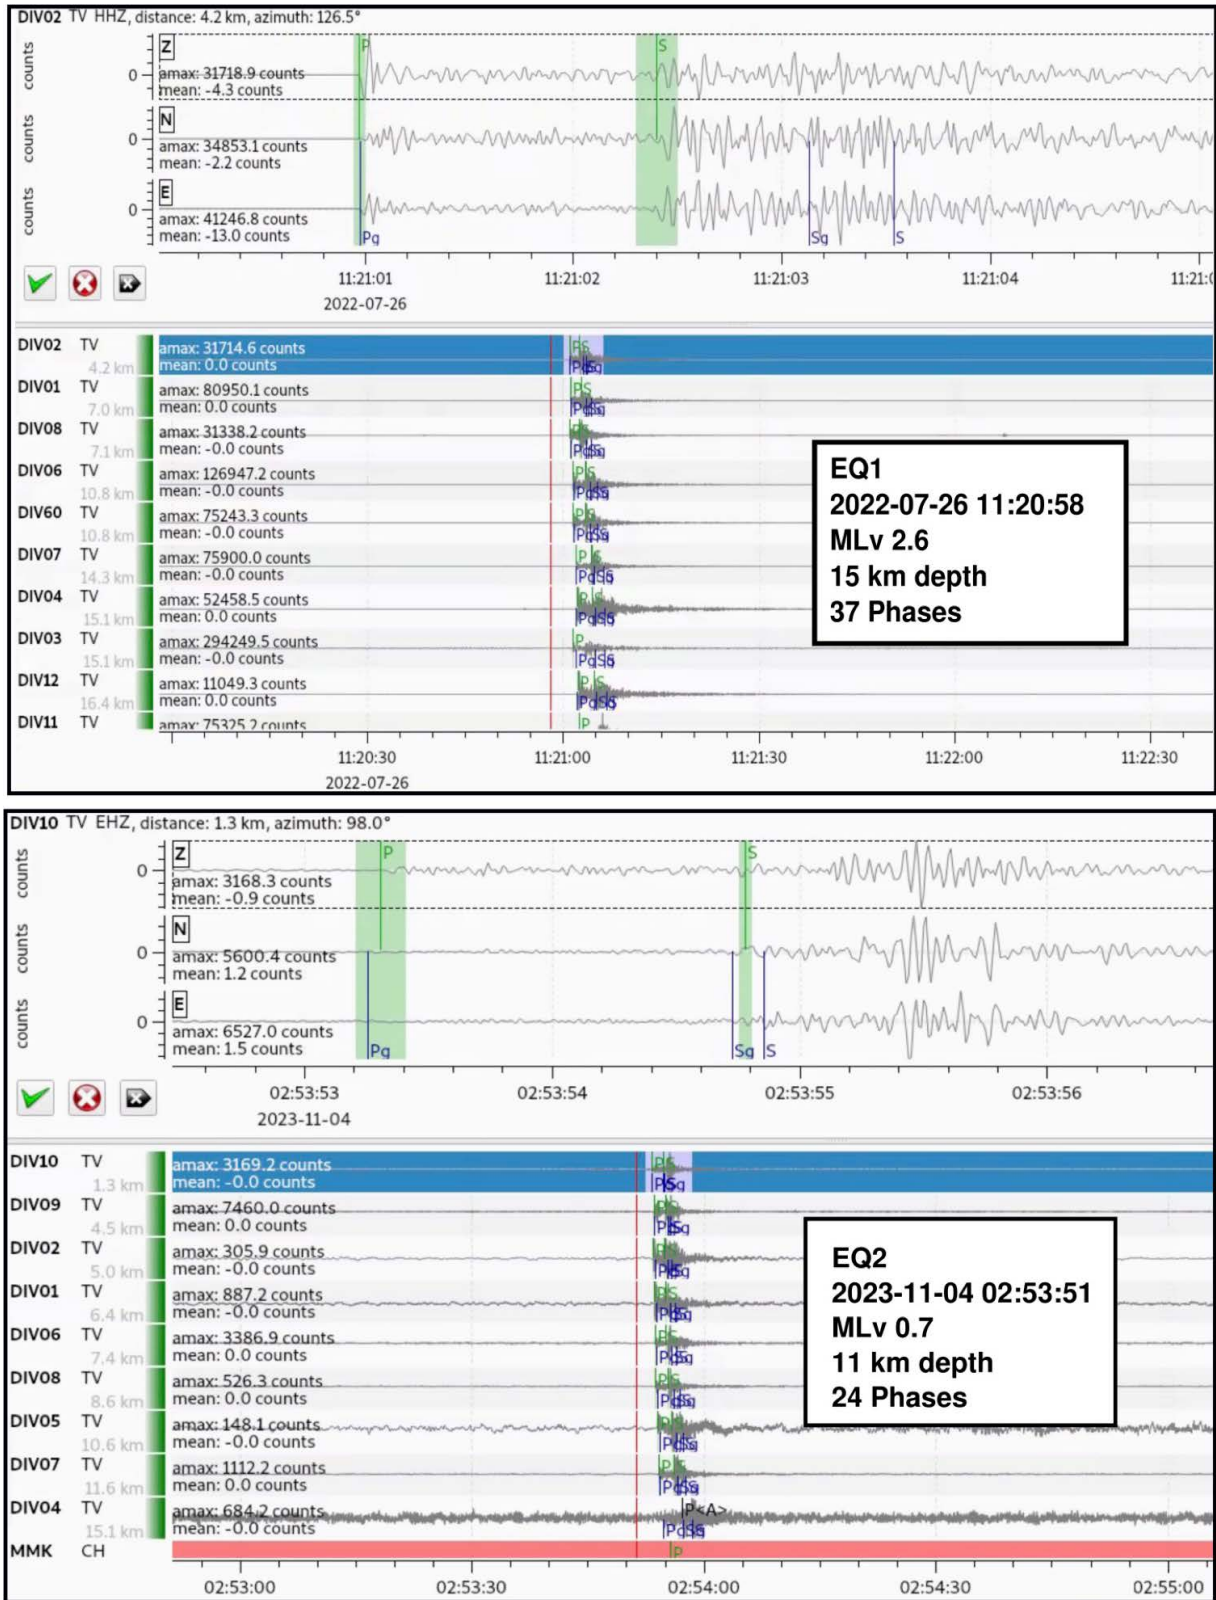 DIV02 TV HHZ, distance: 4.2 km, azimuth: 126.5°
counts
Z
P
S
0
amax: 31718.9 counts
mean: -4.3 counts
counts
N
0
amax: 34853.1 counts
mean: -2.2 counts
counts
E
0
amax: 41246.8 counts
mean: -13.0 counts
Pg
Sg
S
11:21:01
11:21:02
11:21:03
11:21:04
2022-07-26
DIV02 TV
4.2 km
amax: 31714.6 counts
mean: 0.0 counts
DIV01 TV
7.0 km
amax: 80950.1 counts
mean: 0.0 counts
DIV08 TV
7.1 km
amax: 31338.2 counts
mean: -0.0 counts
DIV06 TV
10.8 km
amax: 126947.2 counts
mean: -0.0 counts
DIV60 TV
10.8 km
amax: 75243.3 counts
mean: -0.0 counts
DIV07 TV
14.3 km
amax: 75900.0 counts
mean: -0.0 counts
DIV04 TV
15.1 km
amax: 52458.5 counts
mean: 0.0 counts
DIV03 TV
15.1 km
amax: 294249.5 counts
mean: -0.0 counts
DIV12 TV
16.4 km
amax: 11049.3 counts
mean: 0.0 counts
DIV11 TV
amax: 75325.2 counts
P
EQ1
2022-07-26 11:20:58
MLv 2.6
15 km depth
37 Phases
11:20:30
11:21:00
11:21:30
11:22:00
11:22:30
2022-07-26
DIV10 TV EHZ, distance: 1.3 km, azimuth: 98.0°
counts
Z
P
S
0
amax: 3168.3 counts
mean: -0.9 counts
counts
N
0
amax: 5600.4 counts
mean: 1.2 counts
counts
E
0
amax: 6527.0 counts
mean: 1.5 counts
Pg
Sg
S
02:53:53
02:53:54
02:53:55
02:53:56
2023-11-04
DIV10 TV
1.3 km
amax: 3169.2 counts
mean: -0.0 counts
DIV09 TV
4.5 km
amax: 7460.0 counts
mean: 0.0 counts
DIV02 TV
5.0 km
amax: 305.9 counts
mean: -0.0 counts
DIV01 TV
6.4 km
amax: 887.2 counts
mean: -0.0 counts
DIV06 TV
7.4 km
amax: 3386.9 counts
mean: 0.0 counts
DIV08 TV
8.6 km
amax: 526.3 counts
mean: 0.0 counts
DIV05 TV
10.6 km
amax: 148.1 counts
mean: -0.0 counts
DIV07 TV
11.6 km
amax: 1112.2 counts
mean: 0.0 counts
DIV04 TV
15.1 km
amax: 684.2 counts
mean: -0.0 counts
P<A>
MMK CH
P
EQ2
2023-11-04 02:53:51
MLv 0.7
11 km depth
24 Phases
02:53:00
02:53:30
02:54:00
02:54:30
02:55:00